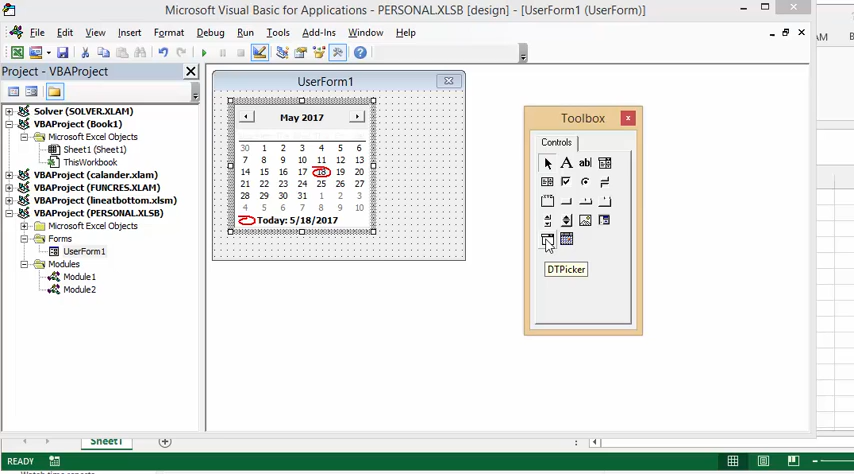 Microsoft Visual Basic for Applications - PERSONAL.XLSB [design] - [UserForm1 (UserForm)]
File Edit View Insert Format Debug Run Tools Add-Ins Window Help
Project - VBAProject
Solver (SOLVER.XLAM)
VBAProject (Book1)
Microsoft Excel Objects
Sheet1 (Sheet1)
ThisWorkbook
VBAProject (calander.xlam)
VBAProject (FUNCRES.XLAM)
VBAProject (lineatbottom.xlsm)
VBAProject (PERSONAL.XLSB)
Microsoft Excel Objects
Forms
UserForm1
Modules
Module1
Module2
UserForm1
May 2017
30 1 2 3 4 5 6
7 8 9 10 11 12 13
14 15 16 17 18 19 20
21 22 23 24 25 26 27
28 29 30 31 1 2 3
4 5 6 7 8 9 10
Today: 5/18/2017
Toolbox
Controls
A ab|
DTPicker
AM
Sheet1
READY
Watch time reports